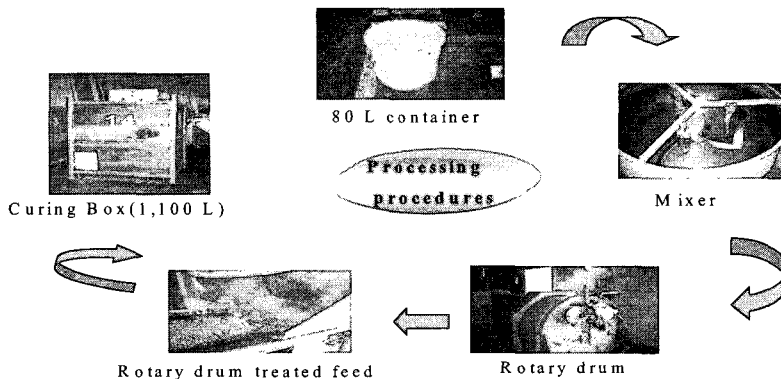 80 L container
Curing Box(1,100 L)
Processing
procedures
Mixer
Rotary drum treated feed
Rotary drum